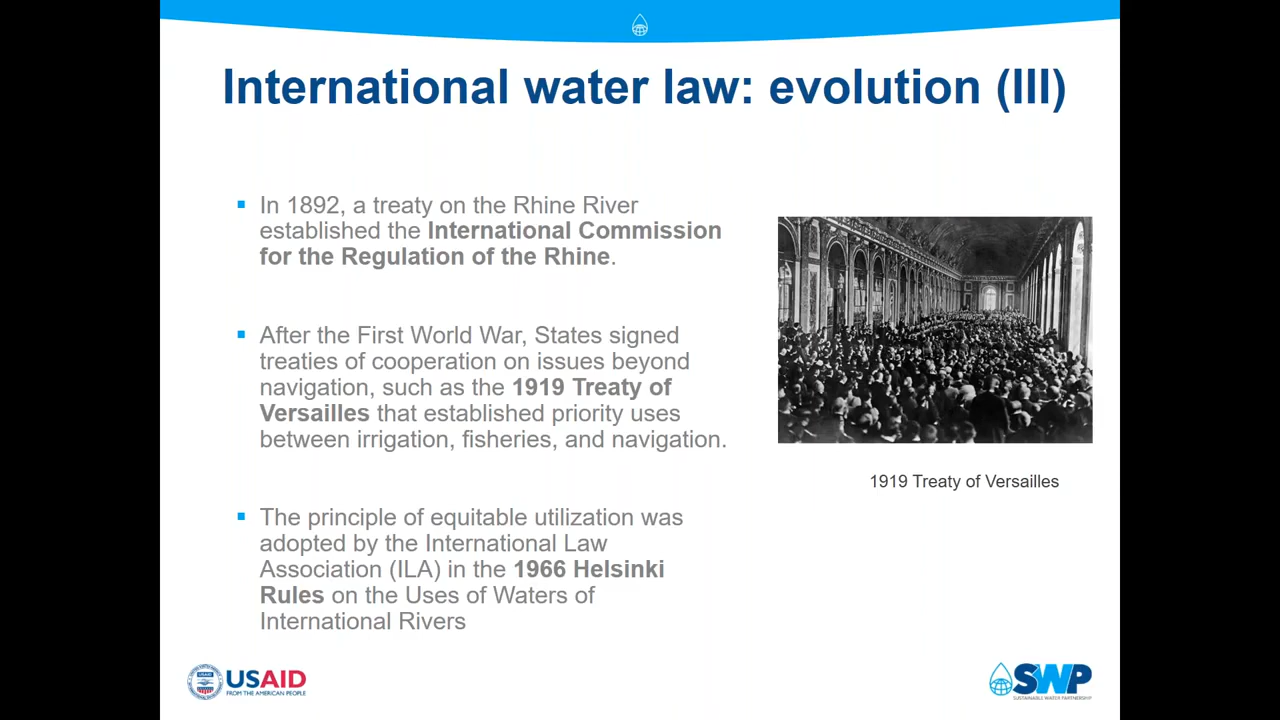 International water law: evolution (III)
In 1892, a treaty on the Rhine River
established the International Commission
for the Regulation of the Rhine.
After the First World War, States signed
treaties of cooperation on issues beyond
navigation, such as the 1919 Treaty of
Versailles that established priority uses
between irrigation, fisheries, and navigation.
1919 Treaty of Versailles
The principle of equitable utilization was
adopted by the International Law
Association (ILA) in the 1966 Helsinki
Rules on the Uses of Waters of
International Rivers
USAID
FROM THE AMERICAN PEOPLE
SWP
SUSTAINABLE WATER PARTNERSHIP